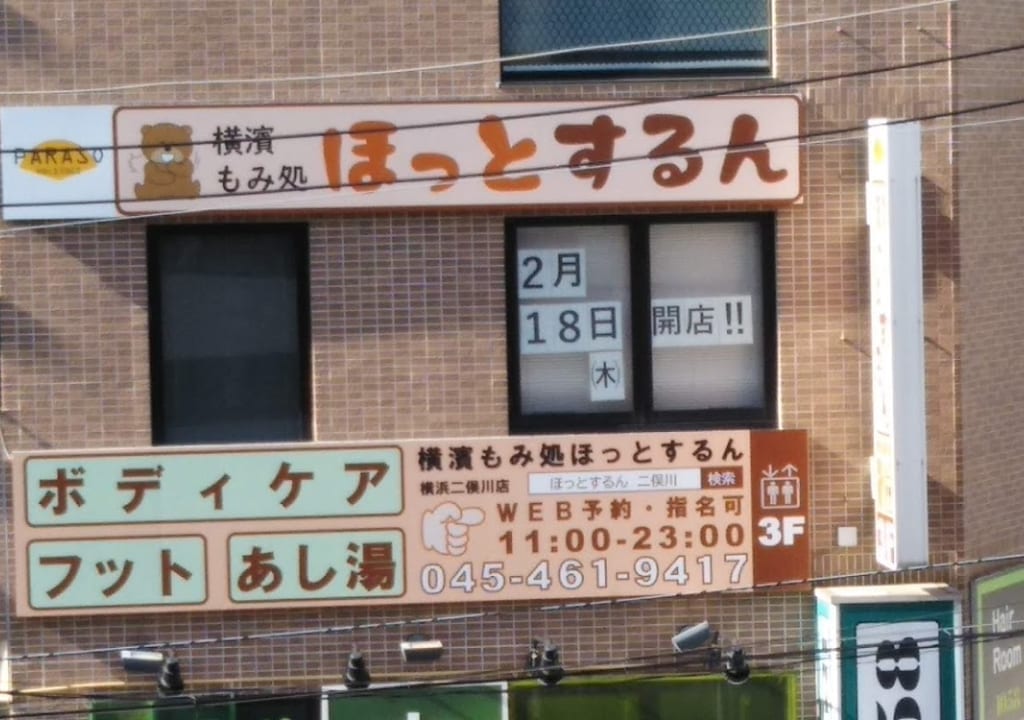 PARASO
横濱
もみ処
ほっとするん
2月
18日
(木)
開店!!
ボディケア
フット
あし湯
横濱もみ処ほっとするん
横浜二俣川店
ほっとするん 二俣川
検索
WEB予約・指名可
11:00-23:00
045-461-9417
3F
Hair
Room